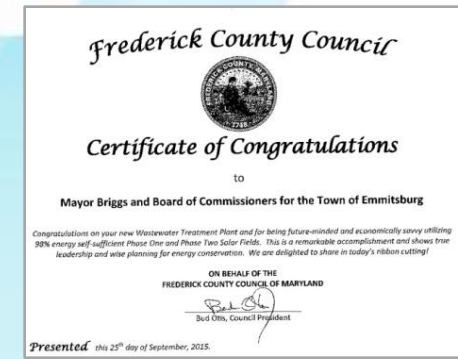 Frederick County Council
FREDERICK COUNTY, MARYLAND
1748
Certificate of Congratulations
to
Mayor Briggs and Board of Commissioners for the Town of Emmitsburg
Congratulations on your new Wastewater Treatment Plant and for being future-minded and economically savvy utilizing
98% energy self-sufficient Phase One and Phase Two Solar Fields. This is a remarkable accomplishment and shows true
leadership and wise planning for energy conservation. We are delighted to share in today's ribbon cutting!
ON BEHALF OF THE
FREDERICK COUNTY COUNCIL OF MARYLAND
Bud Otis, Council President
Presented this 25th day of September, 2015.